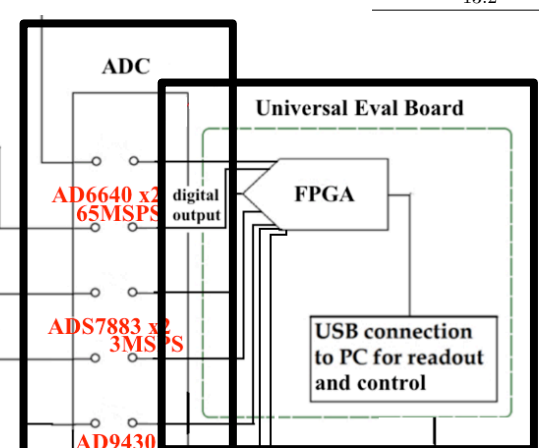 ADC
Universal Eval Board
AD6640 x2
65MSPS
digital
output
FPGA
ADS7883 x2
3MSPS
USB connection
to PC for readout
and control
AD9430